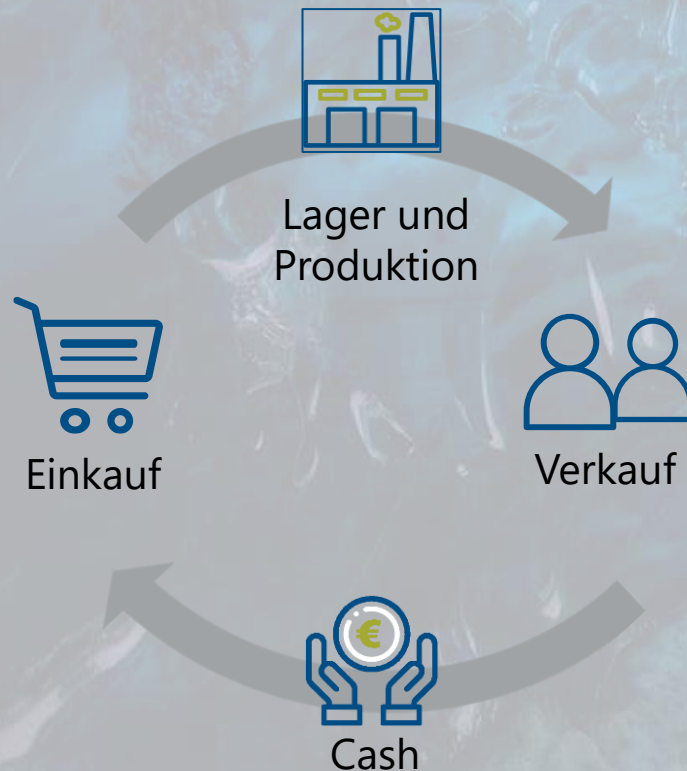 Lager und
Produktion
Einkauf
Verkauf
€
Cash